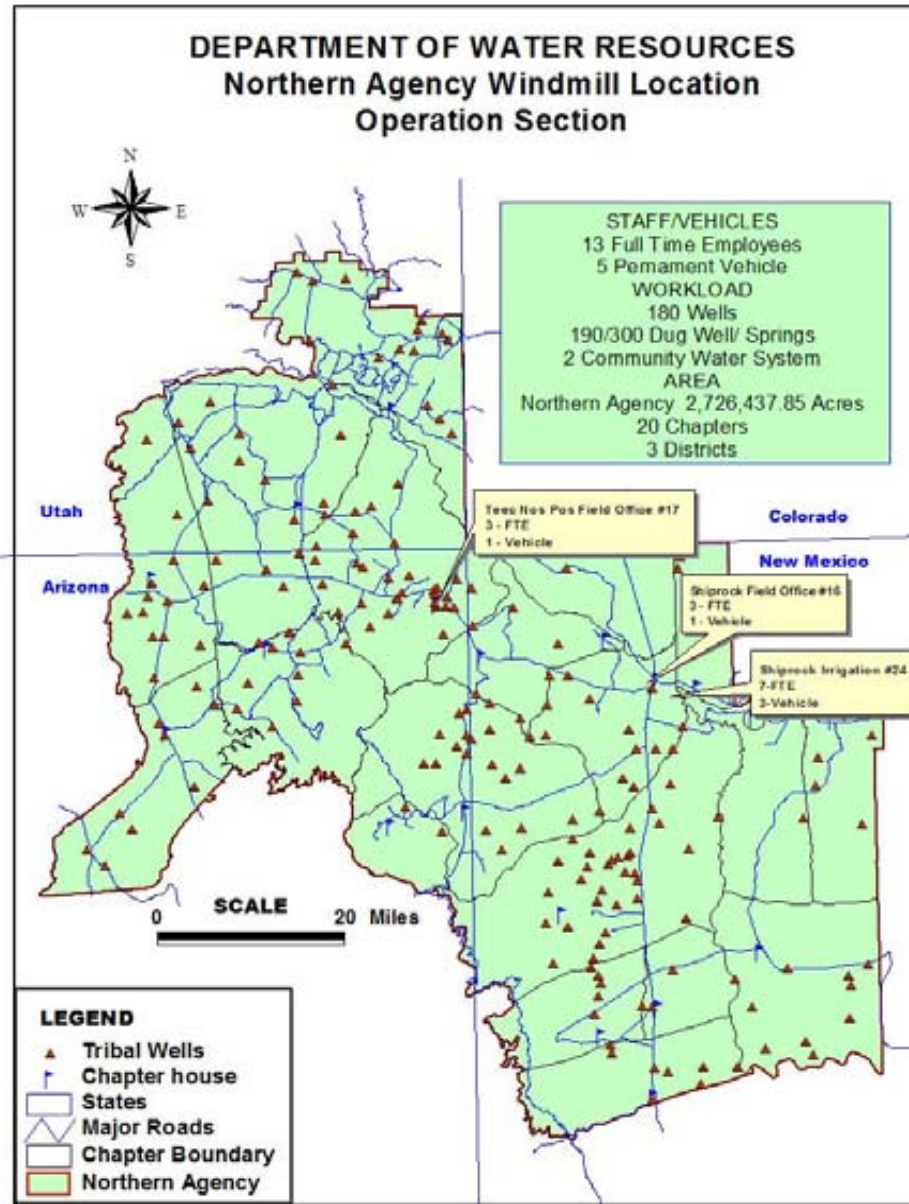 DEPARTMENT OF WATER RESOURCES
Northern Agency Windmill Location
Operation Section
N
W E
S
STAFF/VEHICLES
13 Full Time Employees
5 Pernament Vehicle
WORKLOAD
180 Wells
190/300 Dug Well/ Springs
2 Community Water System
AREA
Northern Agency 2,726,437.85 Acres
20 Chapters
3 Districts
Teec Nos Pos Field Office #17
3 - FTE
1 - Vehicle
Utah
Colorado
Arizona
New Mexico
Shiprock Field Office #16
3 - FTE
1 - Vehicle
Shiprock Irrigation #24
7-FTE
3-Vehicle
SCALE
0 20 Miles
LEGEND
Tribal Wells
Chapter house
States
Major Roads
Chapter Boundary
Northern Agency